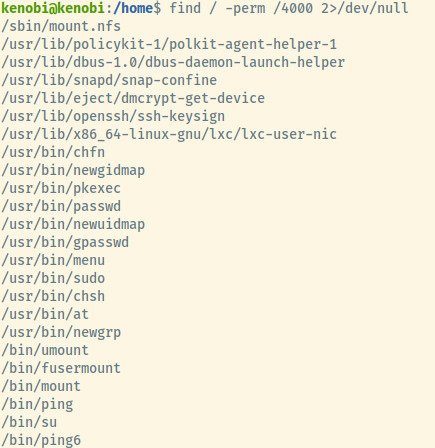 kenobi@kenobi:/home$ find / -perm /4000 2>/dev/null
/sbin/mount.nfs
/usr/lib/policykit-1/polkit-agent-helper-1
/usr/lib/dbus-1.0/dbus-daemon-launch-helper
/usr/lib/snapd/snap-confine
/usr/lib/eject/dmcrypt-get-device
/usr/lib/openssh/ssh-keysign
/usr/lib/x86_64-linux-gnu/lxc/lxc-user-nic
/usr/bin/chfn
/usr/bin/newgidmap
/usr/bin/pkexec
/usr/bin/passwd
/usr/bin/newuidmap
/usr/bin/gpasswd
/usr/bin/menu
/usr/bin/sudo
/usr/bin/chsh
/usr/bin/at
/usr/bin/newgrp
/bin/umount
/bin/fusermount
/bin/mount
/bin/ping
/bin/su
/bin/ping6